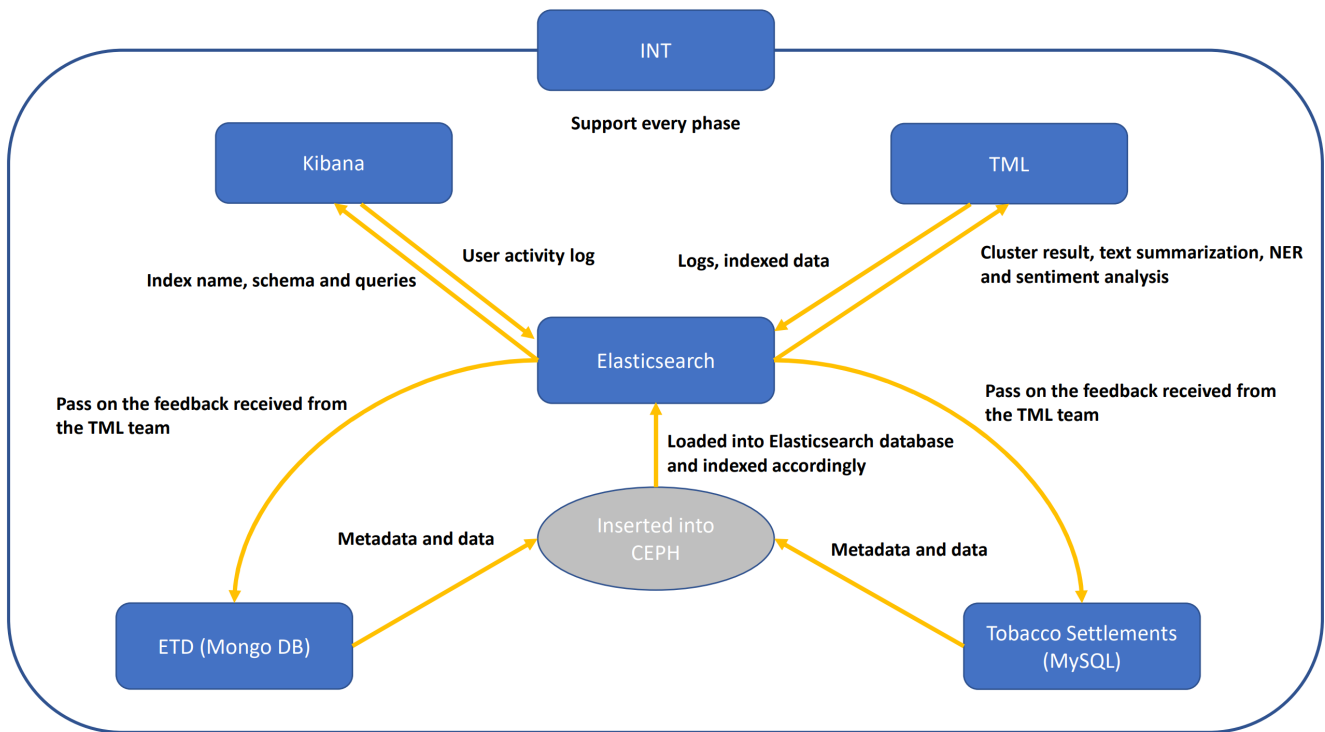 INT
Support every phase
Kibana
TML
User activity log
Index name, schema and queries
Logs, indexed data
Cluster result, text summarization, NER
and sentiment analysis
Elasticsearch
Pass on the feedback received from
the TML team
Pass on the feedback received from
the TML team
Loaded into Elasticsearch database
and indexed accordingly
Inserted into
CEPH
Metadata and data
Metadata and data
ETD (Mongo DB)
Tobacco Settlements
(MySQL)